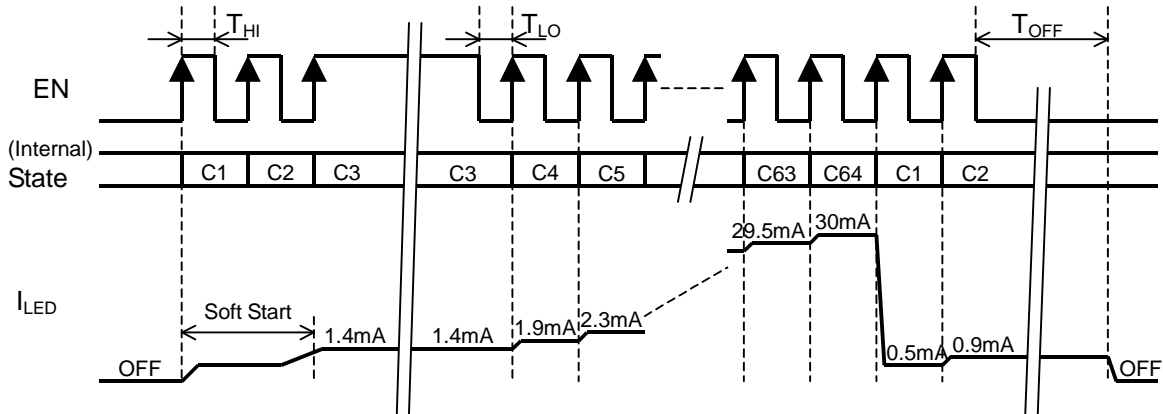 THI TLO TOFF
EN
(Internal)
State
C1 C2 C3 C3 C4 C5 C63 C64 C1 C2
ILED
29.5mA 30mA
Soft Start
1.4mA 1.4mA 1.9mA 2.3mA
0.5mA 0.9mA
OFF OFF